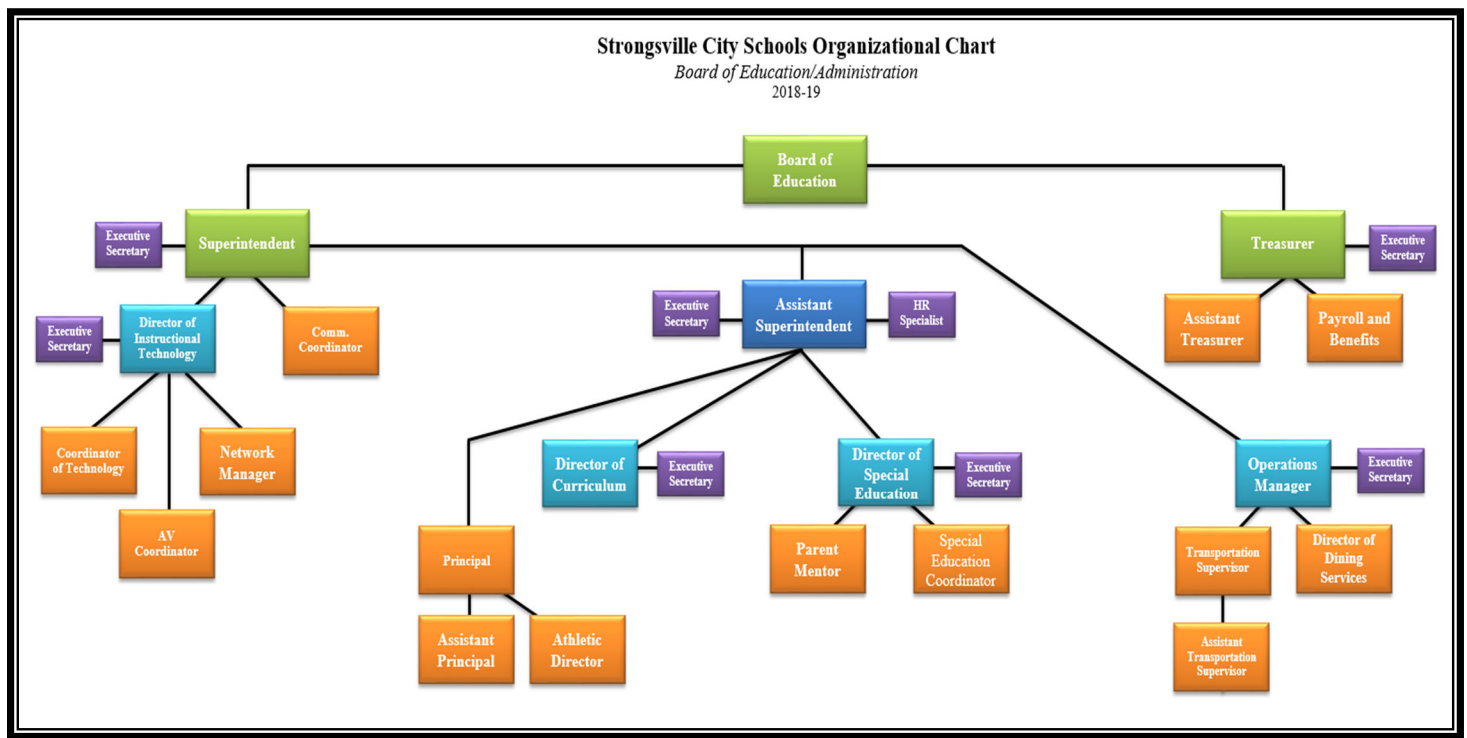 Strongsville City Schools Organizational Chart
Board of Education/Administration
2018-19
Board of
Education
Executive
Secretary
Superintendent
Treasurer
Executive
Secretary
Executive
Secretary
Director of
Instructional
Technology
Comm.
Coordinator
Executive
Secretary
Assistant
Superintendent
HR
Specialist
Assistant
Treasurer
Payroll and
Benefits
Coordinator
of Technology
Network
Manager
AV
Coordinator
Director of
Curriculum
Executive
Secretary
Director of
Special
Education
Executive
Secretary
Operations
Manager
Executive
Secretary
Principal
Parent
Mentor
Special
Education
Coordinator
Transportation
Supervisor
Director of
Dining
Services
Assistant
Principal
Athletic
Director
Assistant
Transportation
Supervisor